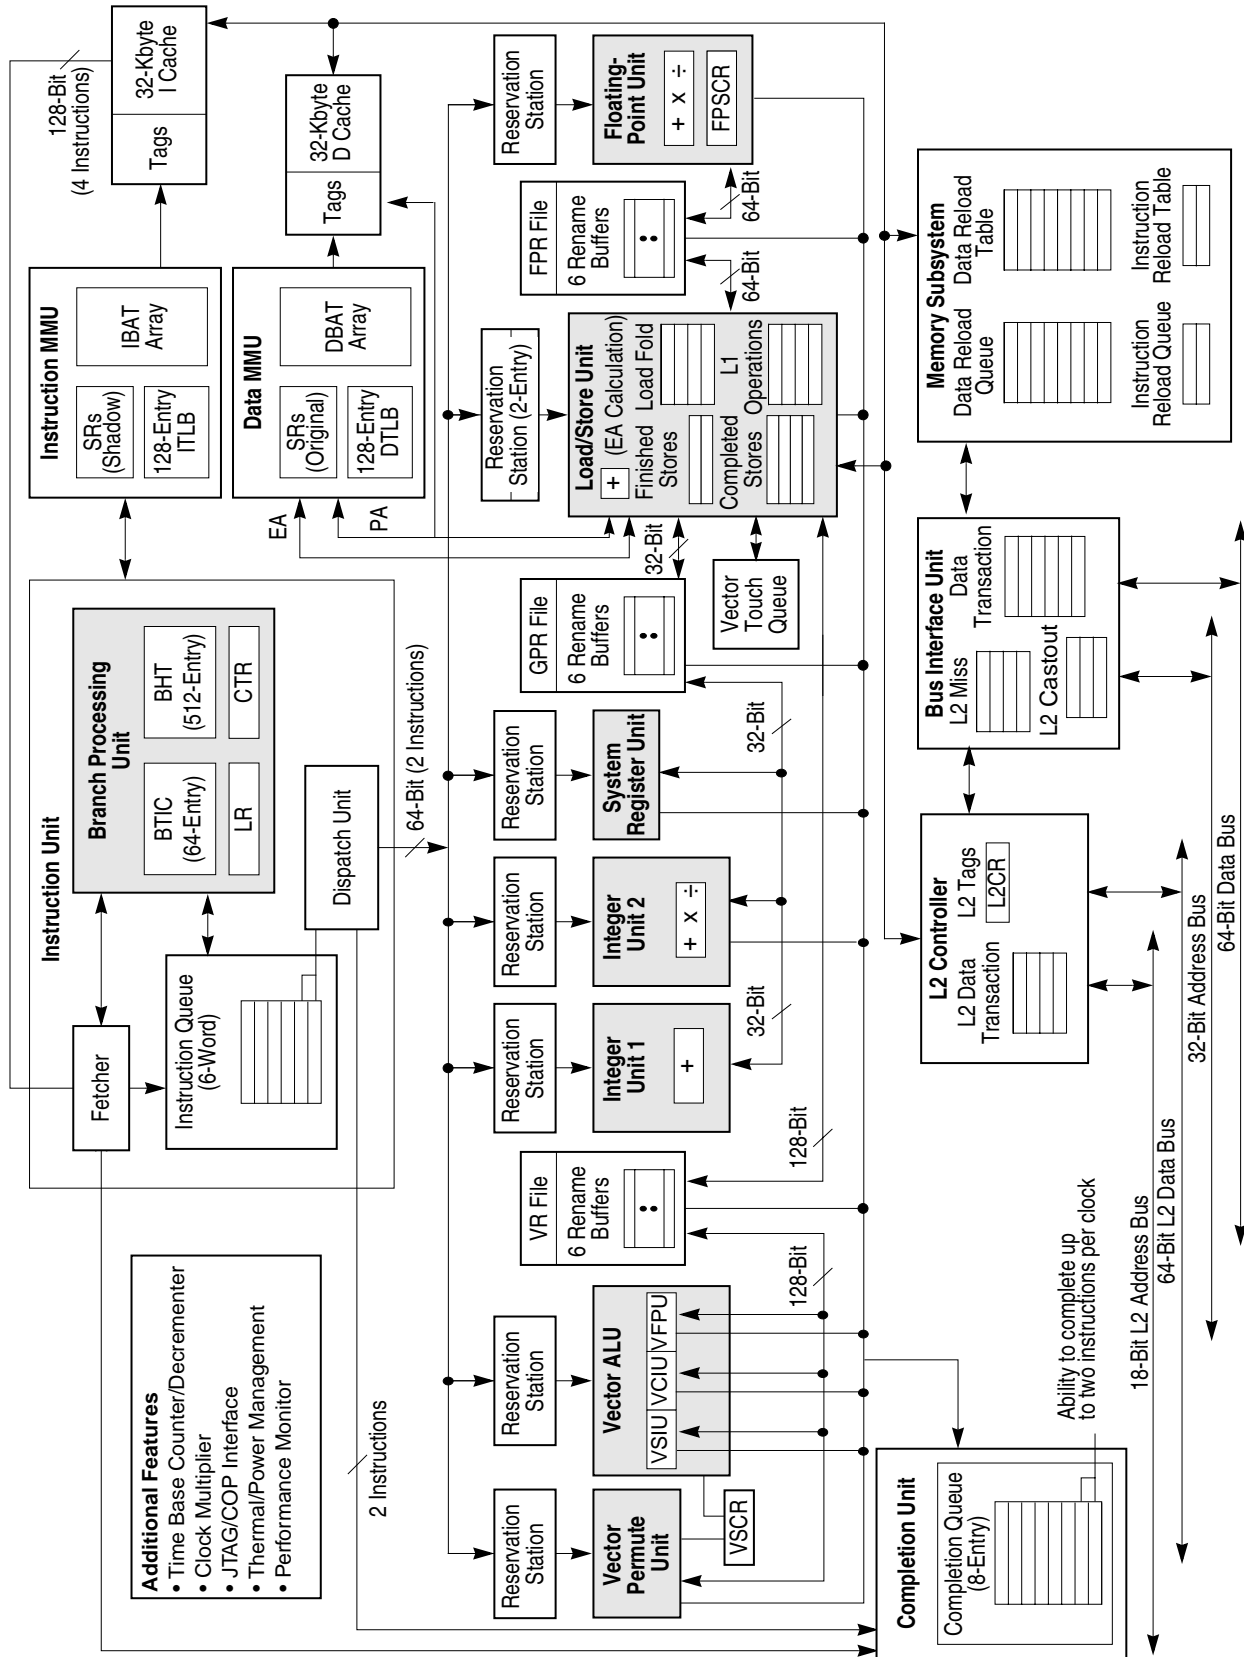 Additional Features
• Time Base Counter/Decrementer
• Clock Multiplier
• JTAG/COP Interface
• Thermal/Power Management
• Performance Monitor
Instruction Unit
Fetcher
Branch Processing
Unit
BTIC
(64-Entry)
BHT
(512-Entry)
LR
CTR
Instruction Queue
(6-Word)
Dispatch Unit
2 Instructions
64-Bit (2 Instructions)
128-Bit
(4 Instructions)
Instruction MMU
SRs
(Shadow)
128-Entry
ITLB
IBAT
Array
Tags
32-Kbyte
I Cache
Data MMU
SRs
(Original)
128-Entry
DTLB
DBAT
Array
Tags
32-Kbyte
D Cache
EA
PA
Reservation
Station
Reservation
Station
Reservation
Station
Reservation
Station
Reservation
Station
Reservation
Station (2-Entry)
Reservation
Station
Vector
Permute
Unit
VSCR
Vector ALU
VSIU
VCIU
VFPU
VR File
6 Rename
Buffers
128-Bit
128-Bit
Integer
Unit 1
+
Integer
Unit 2
+ x ÷
System
Register Unit
32-Bit
32-Bit
GPR File
6 Rename
Buffers
32-Bit
Vector
Touch
Queue
Load/Store Unit
+
(EA Calculation)
Finished
Stores
Load Fold
Completed
Stores
L1
Operations
FPR File
6 Rename
Buffers
64-Bit
64-Bit
Floating-
Point Unit
+ x ÷
FPSCR
Completion Unit
Completion Queue
(8-Entry)
Ability to complete up
to two instructions per clock
L2 Controller
L2 Data
Transaction
L2 Tags
L2CR
Bus Interface Unit
L2 Miss
Data
Transaction
L2 Castout
Memory Subsystem
Data Reload
Queue
Data Reload
Table
Instruction
Reload Queue
Instruction
Reload Table
18-Bit L2 Address Bus
64-Bit L2 Data Bus
32-Bit Address Bus
64-Bit Data Bus